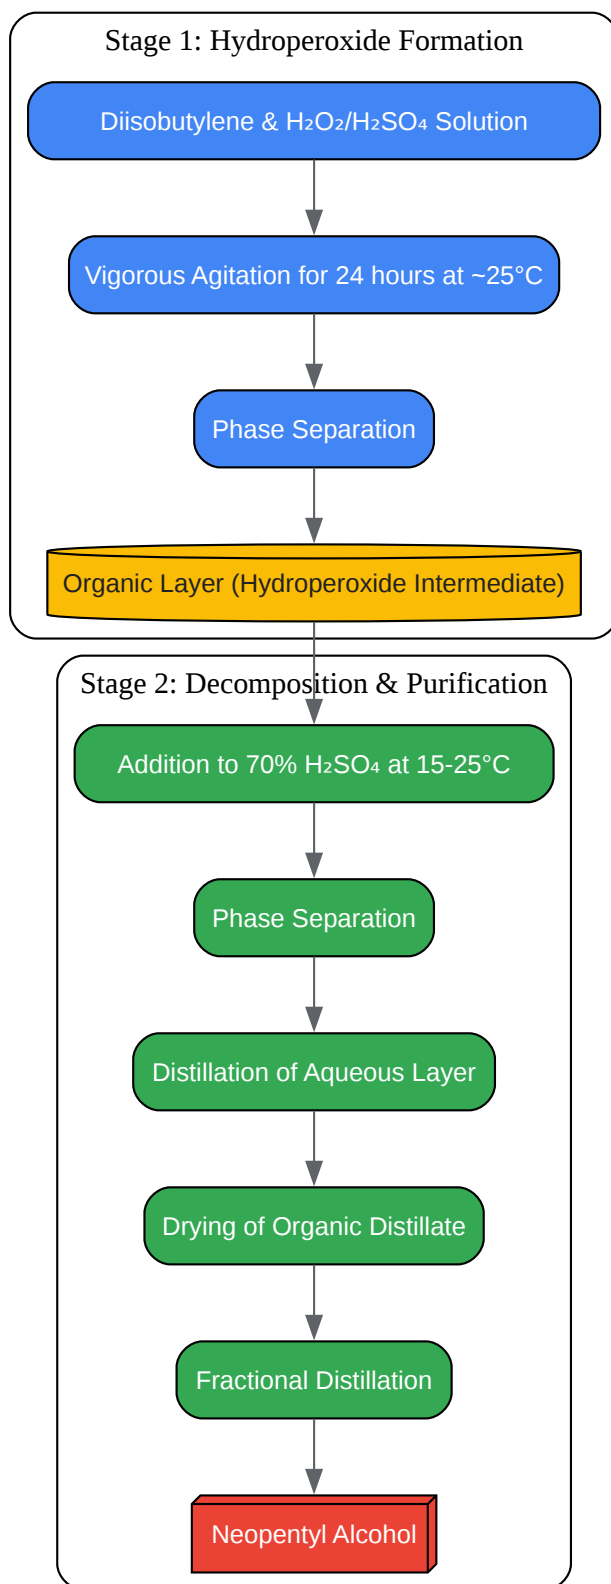 Stage 1: Hydroperoxide Formation
Diisobutylene & H₂O₂/H₂SO₄ Solution
Vigorous Agitation for 24 hours at ~25°C
Phase Separation
Organic Layer (Hydroperoxide Intermediate)
Stage 2: Decomposition & Purification
Addition to 70% H₂SO₄ at 15-25°C
Phase Separation
Distillation of Aqueous Layer
Drying of Organic Distillate
Fractional Distillation
Neopentyl Alcohol